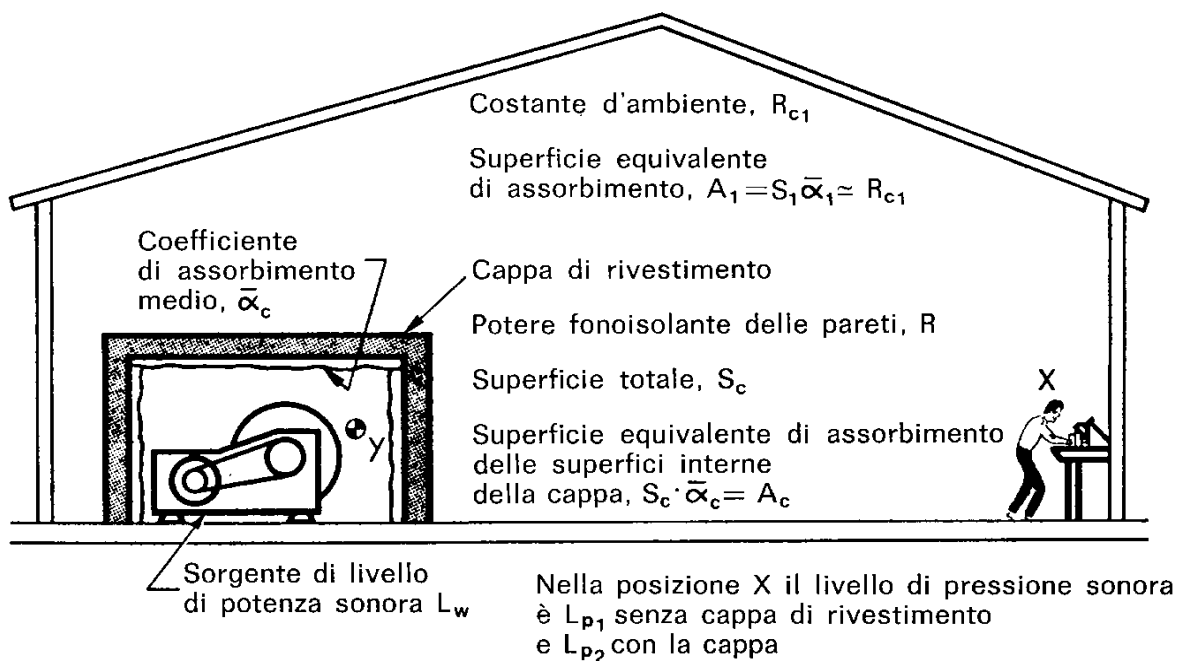 Costante d'ambiente, R_c1
Superficie equivalente
di assorbimento, A_1=S_1ᾱ_1≃ R_c1
Coefficiente
di assorbimento
medio, ᾱ_c
Cappa di rivestimento
Potere fonoisolante delle pareti, R
Superficie totale, S_c
X
y
Superficie equivalente di assorbimento
delle superfici interne
della cappa, S_c·ᾱ_c= A_c
Sorgente di livello
di potenza sonora L_w
Nella posizione X il livello di pressione sonora
è L_p1 senza cappa di rivestimento
e L_p2 con la cappa